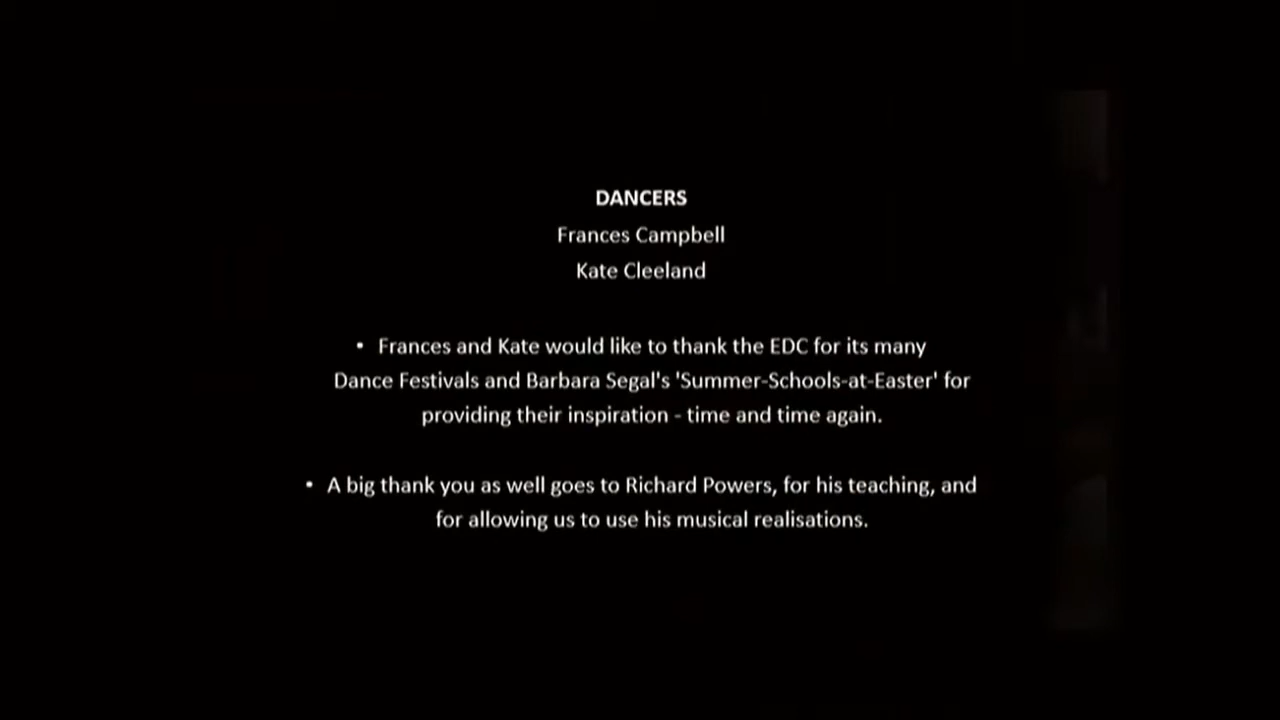 DANCERS
Frances Campbell
Kate Cleeland
• Frances and Kate would like to thank the EDC for its many
Dance Festivals and Barbara Segal's 'Summer-Schools-at-Easter' for
providing their inspiration - time and time again.
• A big thank you as well goes to Richard Powers, for his teaching, and
for allowing us to use his musical realisations.